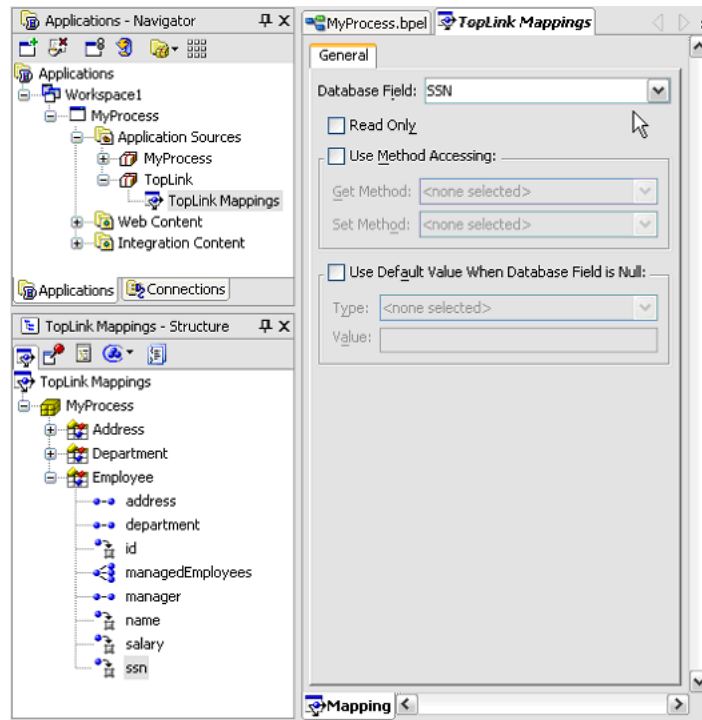 Applications - Navigator
Applications
Workspace1
MyProcess
Application Sources
MyProcess
TopLink
TopLink Mappings
Web Content
Integration Content
Applications
Connections
TopLink Mappings - Structure
TopLink Mappings
MyProcess
Address
Department
Employee
address
department
id
managedEmployees
manager
name
salary
ssn
MyProcess.bpel
TopLink Mappings
General
Database Field: SSN
Read Only
Use Method Accessing:
Get Method: <none selected>
Set Method: <none selected>
Use Default Value When Database Field is Null:
Type: <none selected>
Value:
Mapping